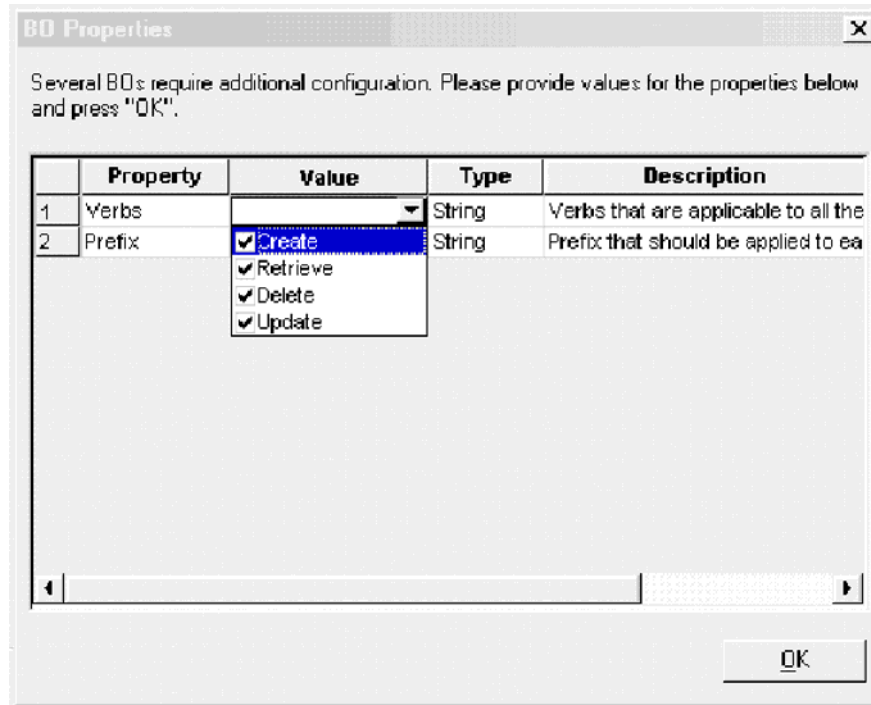 BO Properties
Several BOs require additional configuration. Please provide values for the properties below
and press "OK".
Property Value Type Description
1 Verbs String Verbs that are applicable to all the
2 Prefix String Prefix that should be applied to ea
Create
Retrieve
Delete
Update
OK